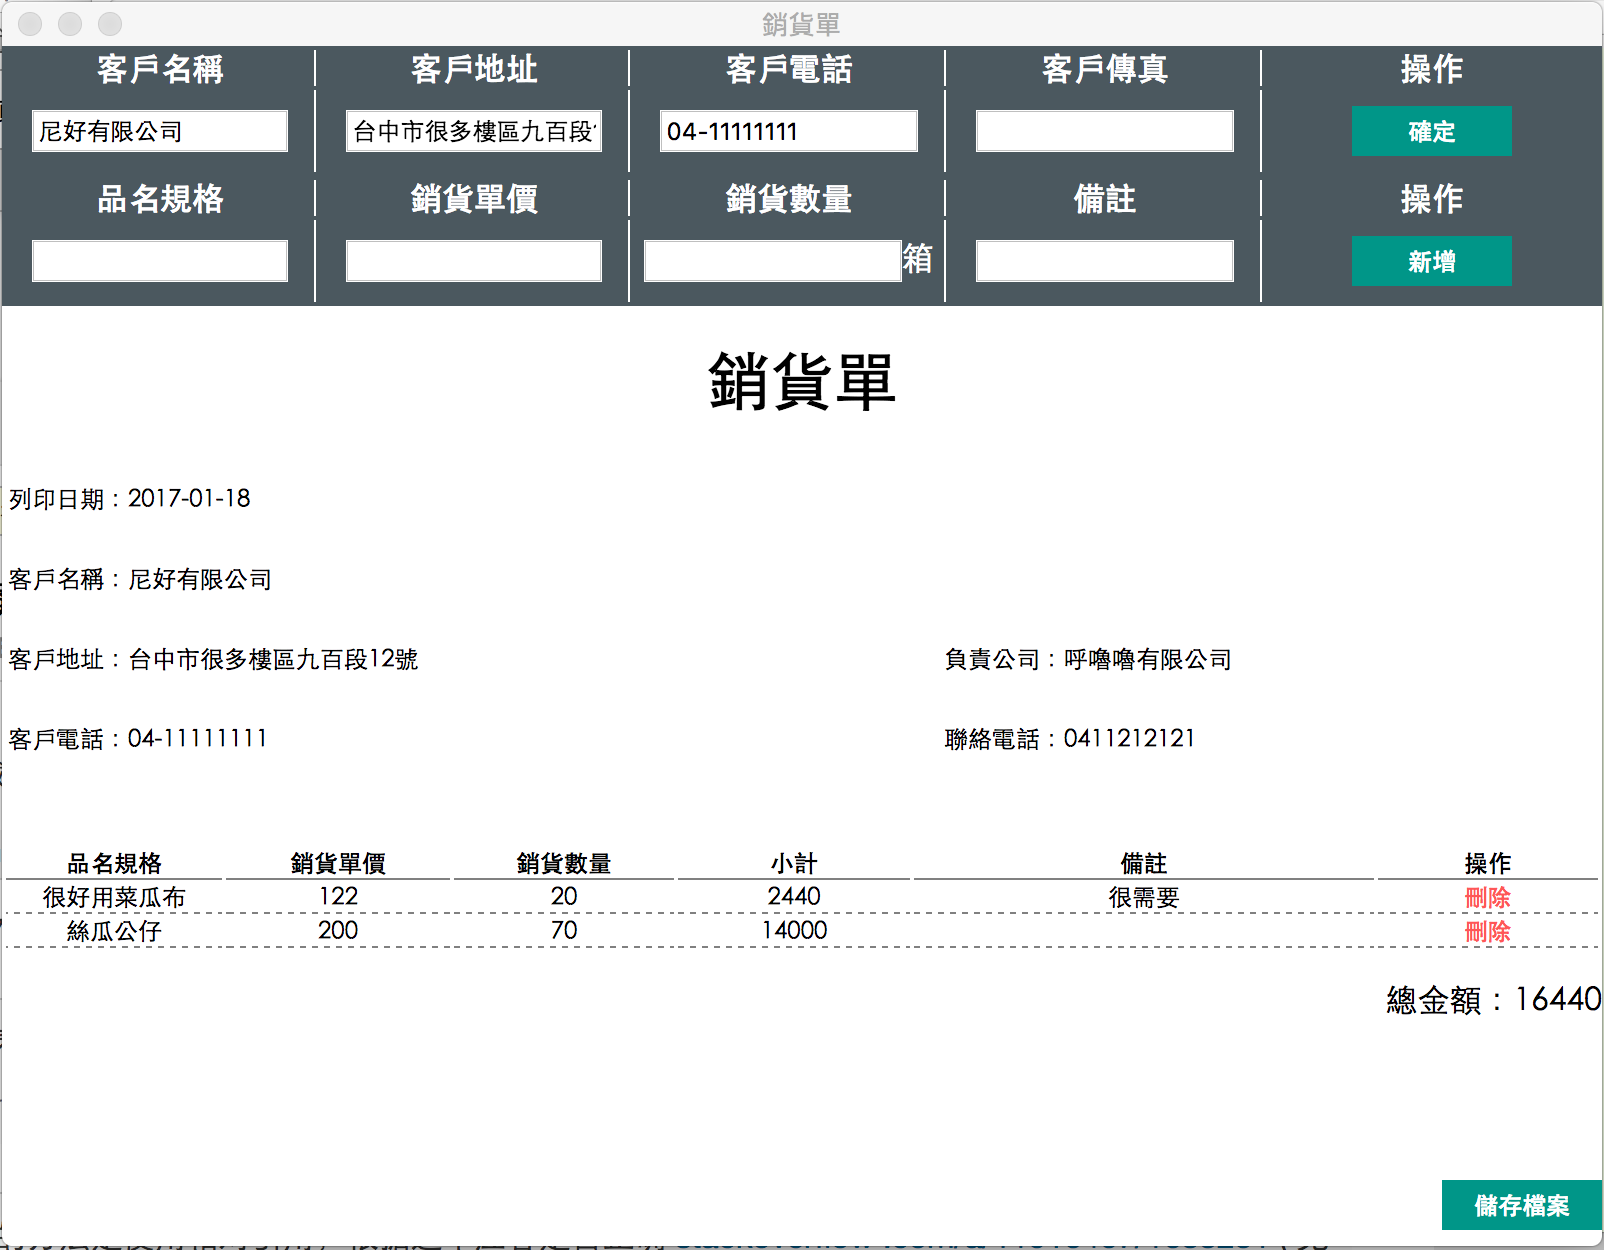 銷貨單
客戶名稱 客戶地址 客戶電話 客戶傳真 操作
尼好有限公司 台中市很多樓區九百段 04-11111111 確定
品名規格 銷貨單價 銷貨數量 備註 操作
箱 新增
銷貨單
列印日期：2017-01-18
客戶名稱：尼好有限公司
客戶地址：台中市很多樓區九百段12號 負責公司：呼嚕嚕有限公司
客戶電話：04-11111111 聯絡電話：0411212121
品名規格 銷貨單價 銷貨數量 小計 備註 操作
很好用菜瓜布 122 20 2440 很需要 刪除
絲瓜公仔 200 70 14000 刪除
總金額：16440
儲存檔案